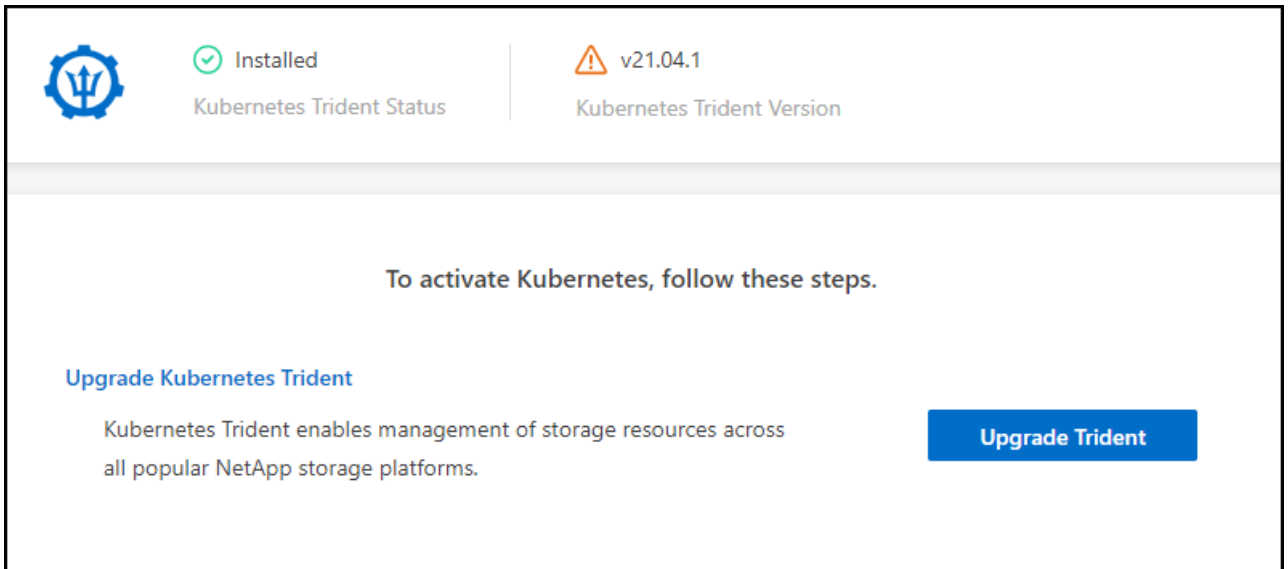 Installed
Kubernetes Trident Status
v21.04.1
Kubernetes Trident Version
To activate Kubernetes, follow these steps.
Upgrade Kubernetes Trident
Kubernetes Trident enables management of storage resources across
all popular NetApp storage platforms.
Upgrade Trident